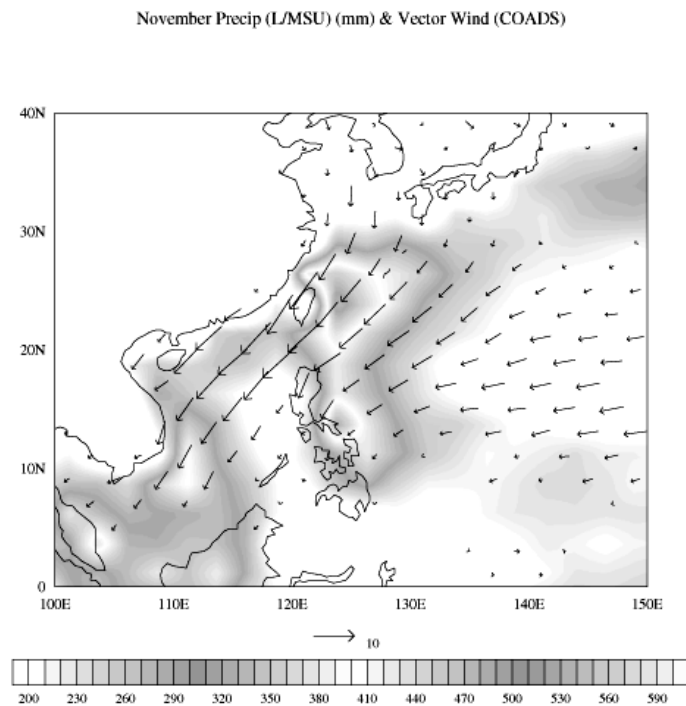 November Precip (L/MSU) (mm) & Vector Wind (COADS)
40N
30N
20N
10N
0
100E 110E 120E 130E 140E 150E
10
200 230 260 290 320 350 380 410 440 470 500 530 560 590